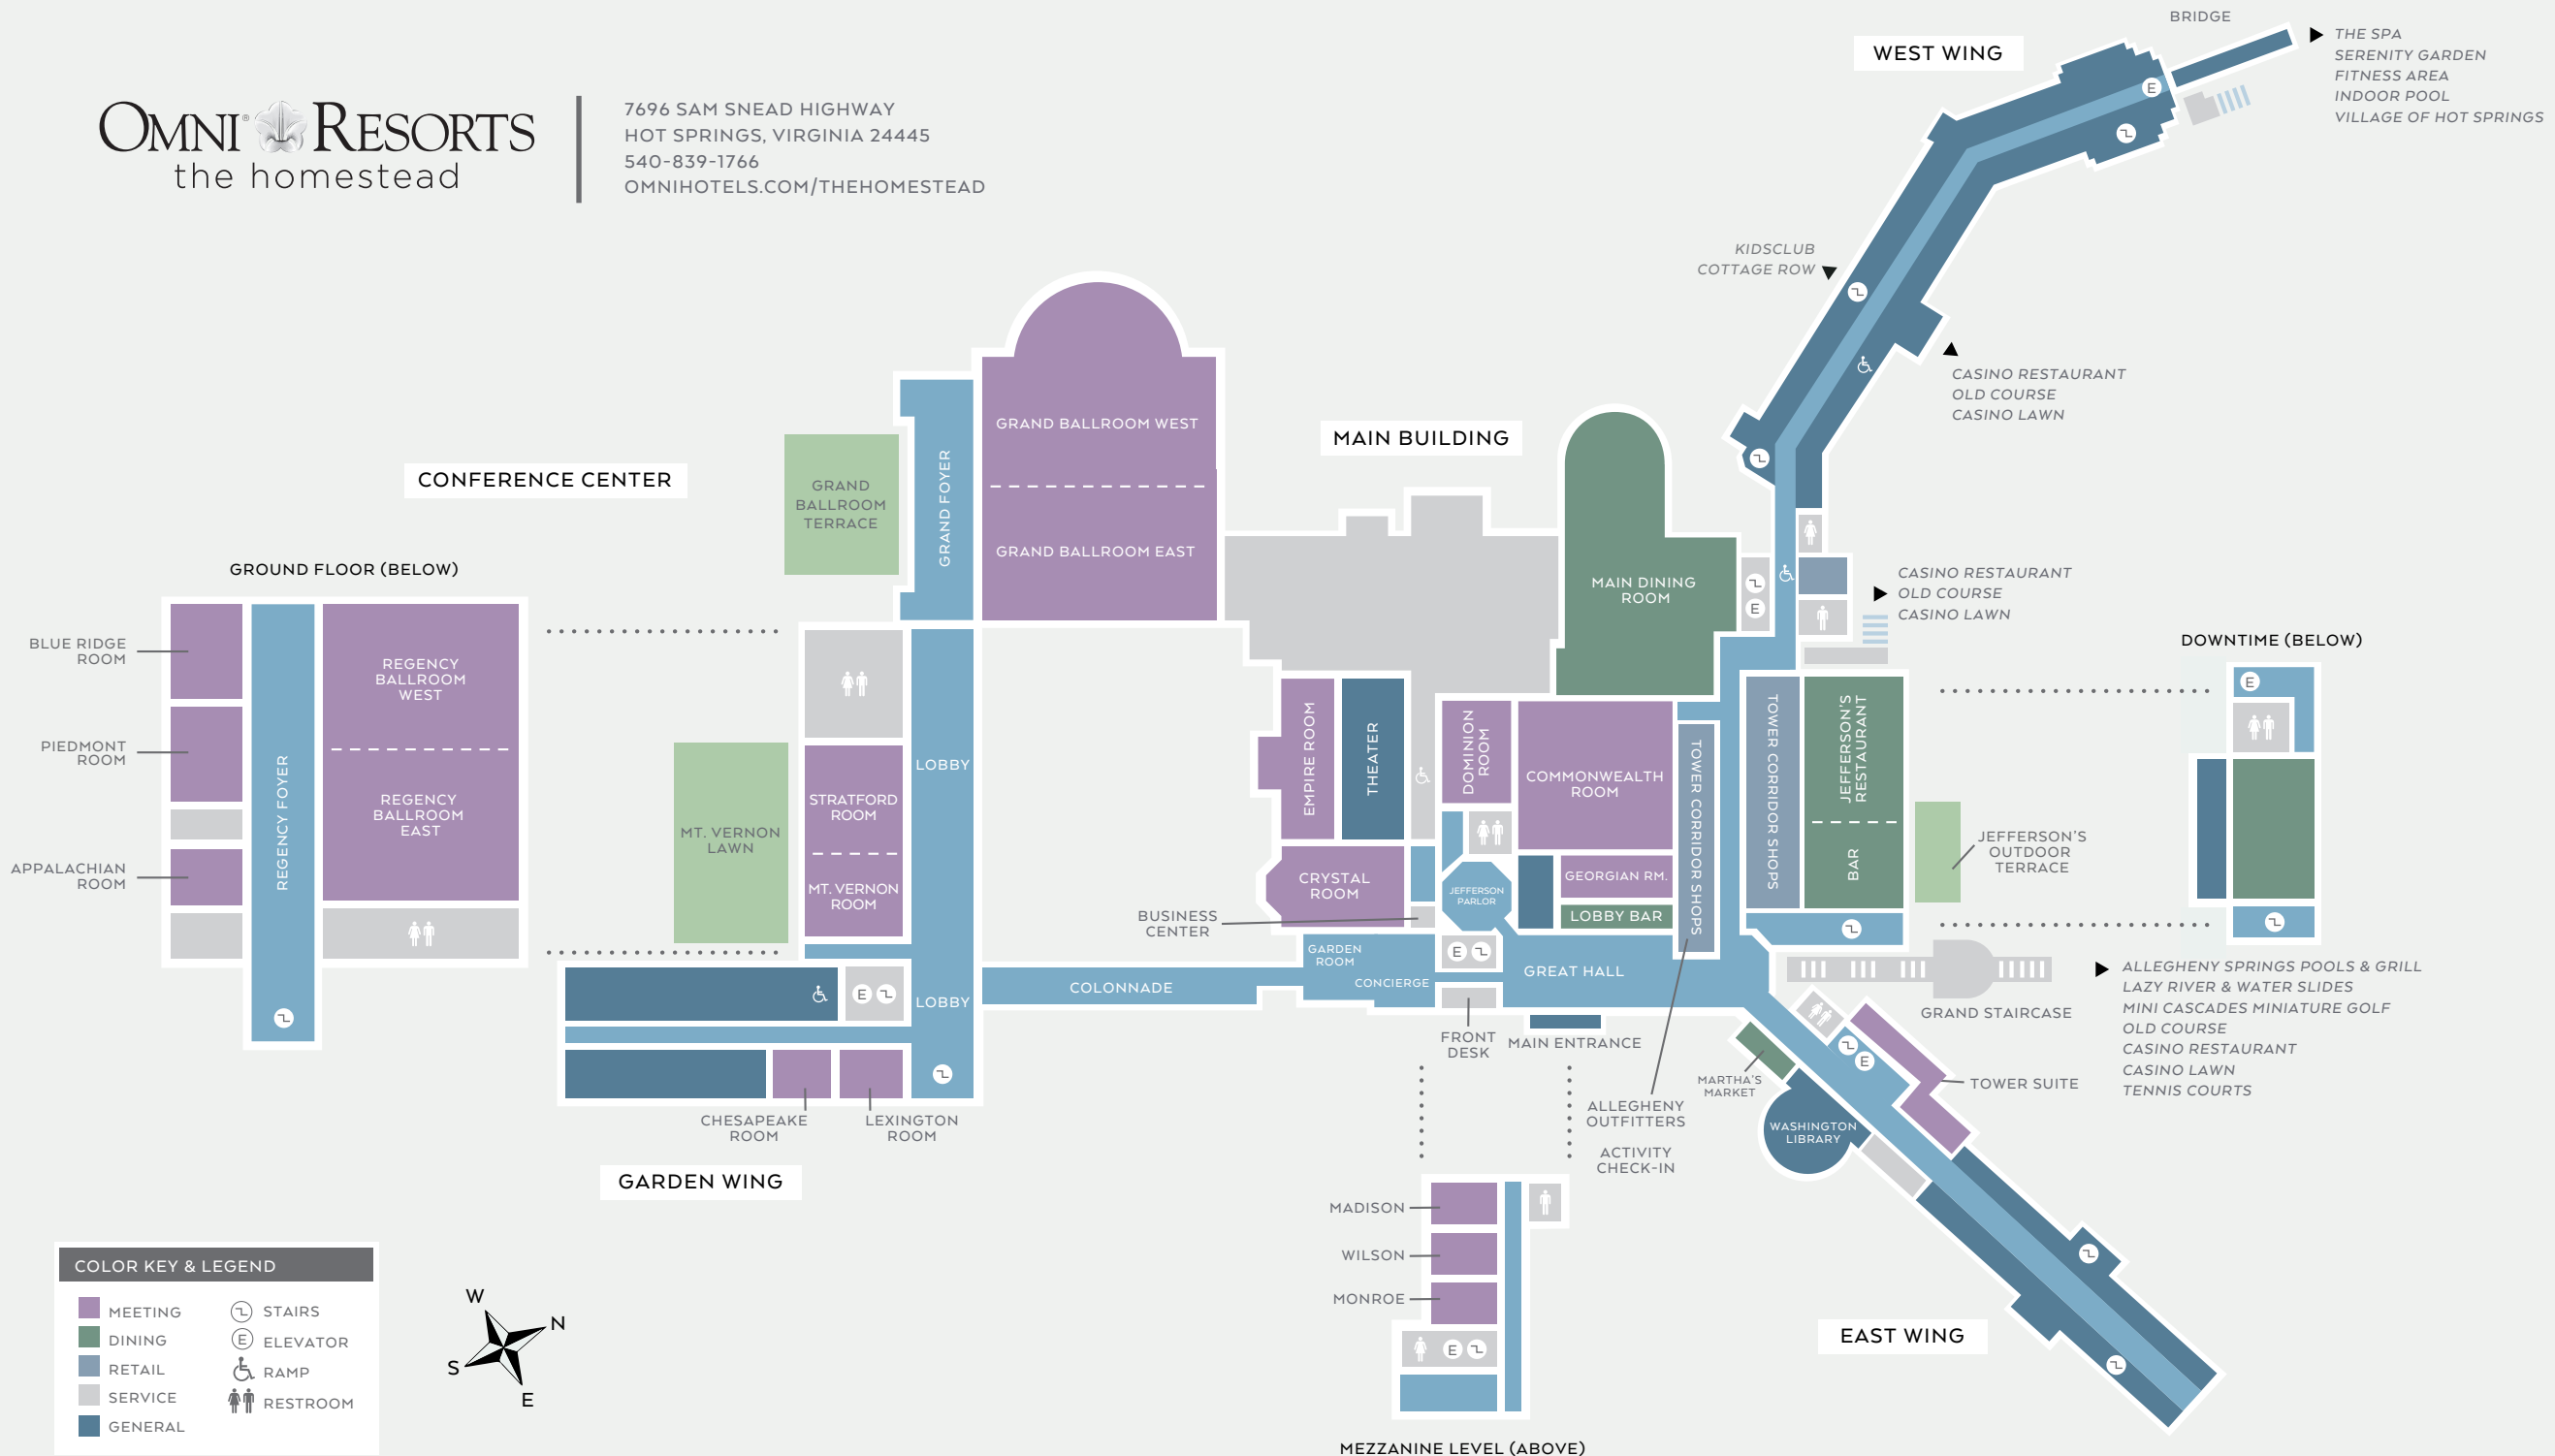 OMNI® RESORTS
the homestead
7696 SAM SNEAD HIGHWAY
HOT SPRINGS, VIRGINIA 24445
540-839-1766
OMNIHOTELS.COM/THEHOMESTEAD
WEST WING
BRIDGE
THE SPA
SERENITY GARDEN
FITNESS AREA
INDOOR POOL
VILLAGE OF HOT SPRINGS
E
KIDSCLUB
COTTAGE ROW
CASINO RESTAURANT
OLD COURSE
CASINO LAWN
CONFERENCE CENTER
GROUND FLOOR (BELOW)
BLUE RIDGE
ROOM
PIEDMONT
ROOM
APPALACHIAN
ROOM
REGENCY FOYER
REGENCY
BALLROOM
WEST
REGENCY
BALLROOM
EAST
GRAND
BALLROOM
TERRACE
GRAND FOYER
GRAND BALLROOM WEST
GRAND BALLROOM EAST
MT. VERNON
LAWN
STRATFORD
ROOM
MT. VERNON
ROOM
LOBBY
LOBBY
E
CHESAPEAKE
ROOM
LEXINGTON
ROOM
GARDEN WING
COLONNADE
MAIN BUILDING
MAIN DINING
ROOM
E
EMPIRE ROOM
THEATER
DOMINION
ROOM
COMMONWEALTH
ROOM
CRYSTAL
ROOM
JEFFERSON
PARLOR
GEORGIAN RM.
LOBBY BAR
BUSINESS
CENTER
GARDEN
ROOM
CONCIERGE
E
GREAT HALL
FRONT
DESK
MAIN ENTRANCE
TOWER CORRIDOR SHOPS
TOWER CORRIDOR SHOPS
JEFFERSON'S
RESTAURANT
BAR
JEFFERSON'S
OUTDOOR
TERRACE
CASINO RESTAURANT
OLD COURSE
CASINO LAWN
DOWNTIME (BELOW)
E
ALLEGHENY SPRINGS POOLS & GRILL
LAZY RIVER & WATER SLIDES
MINI CASCADES MINIATURE GOLF
OLD COURSE
CASINO RESTAURANT
CASINO LAWN
TENNIS COURTS
GRAND STAIRCASE
E
TOWER SUITE
MARTHA'S
MARKET
WASHINGTON
LIBRARY
ALLEGHENY
OUTFITTERS
ACTIVITY
CHECK-IN
EAST WING
MADISON
WILSON
MONROE
E
MEZZANINE LEVEL (ABOVE)
COLOR KEY & LEGEND
MEETING
DINING
RETAIL
SERVICE
GENERAL
STAIRS
E ELEVATOR
RAMP
RESTROOM
W
N
S
E